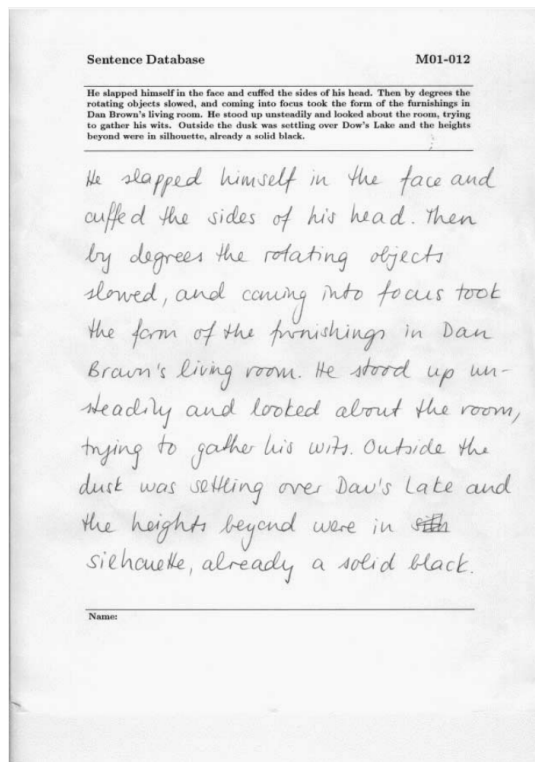 Sentence Database M01-012
He slapped himself in the face and cuffed the sides of his head. Then by degrees the
rotating objects slowed, and coming into focus took the form of the furnishings in
Dan Brown's living room. He stood up unsteadily and looked about the room, trying
to gather his wits. Outside the dusk was settling over Dow's Lake and the heights
beyond were in silhouette, already a solid black.
He slapped himself in the face and
cuffed the sides of his head. Then
by degrees the rotating objects
slowed, and coming into focus took
the form of the furnishings in Dan
Brown's living room. He stood up un-
steadily and looked about the room,
trying to gather his wits. Outside the
dusk was settling over Dow's Lake and
the heights beyond were in
silhouette, already a solid black.
Name: